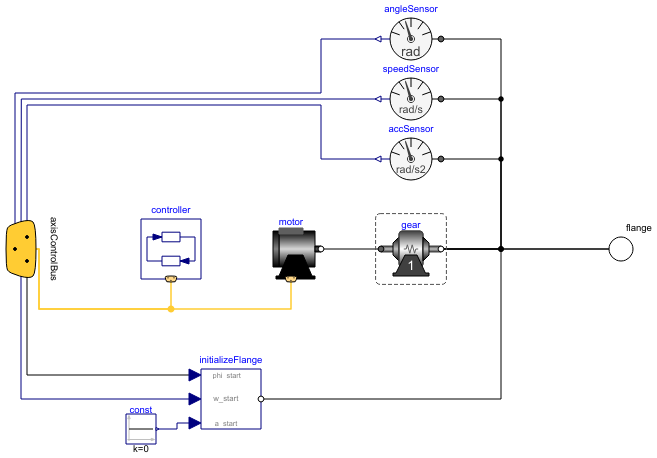 angleSensor
rad
speedSensor
rad/s
accSensor
rad/s2
controller
motor
gear
1
flange
axisControlBus
initializeFlange
phi_start
w_start
a_start
const
k=0